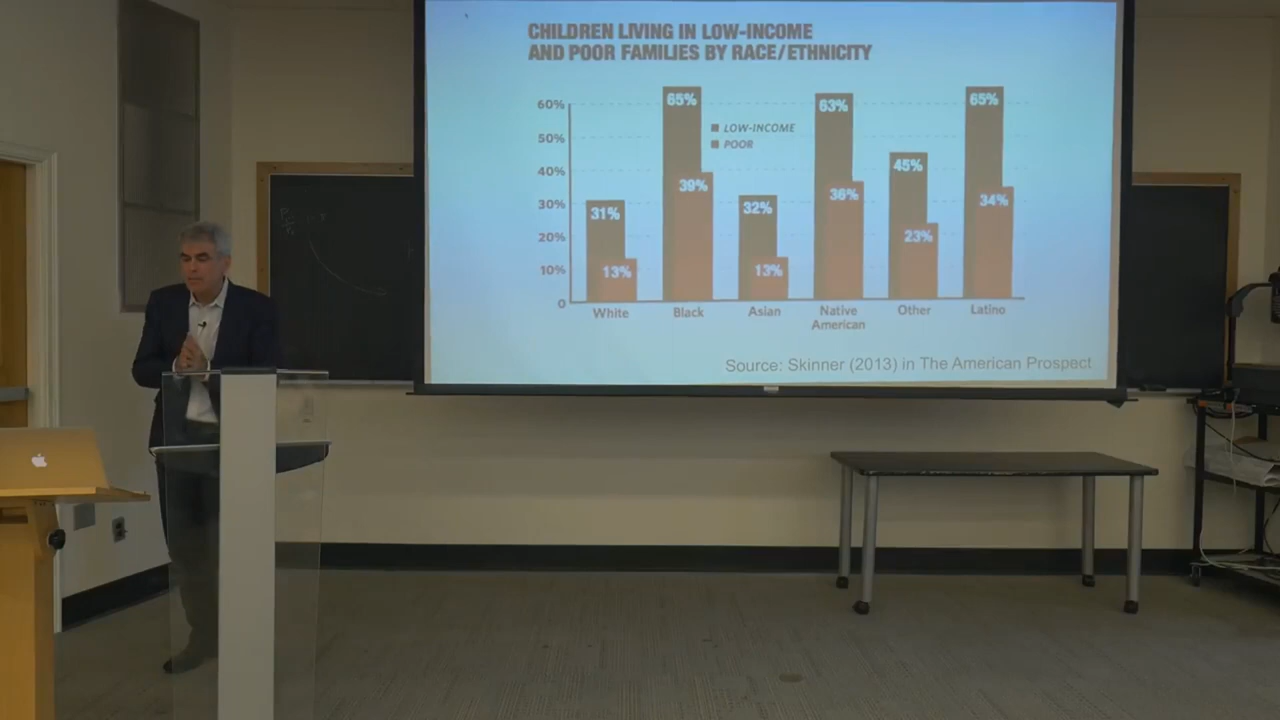 CHILDREN LIVING IN LOW-INCOME
AND POOR FAMILIES BY RACE/ETHNICITY
60%
50%
40%
30%
20%
10%
0
LOW-INCOME
POOR
31%
13%
65%
39%
32%
13%
63%
36%
45%
23%
65%
34%
White
Black
Asian
Native
American
Other
Latino
Source: Skinner (2013) in The American Prospect